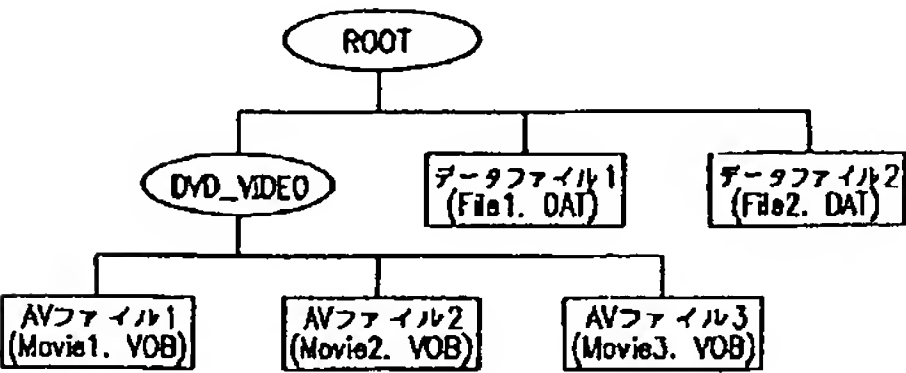 ROOT
DVD_VIDEO
データファイル1
(File1. DAT)
データファイル2
(File2. DAT)
AVファイル1
(Movie1. VOB)
AVファイル2
(Movie2. VOB)
AVファイル3
(Movie3. VOB)